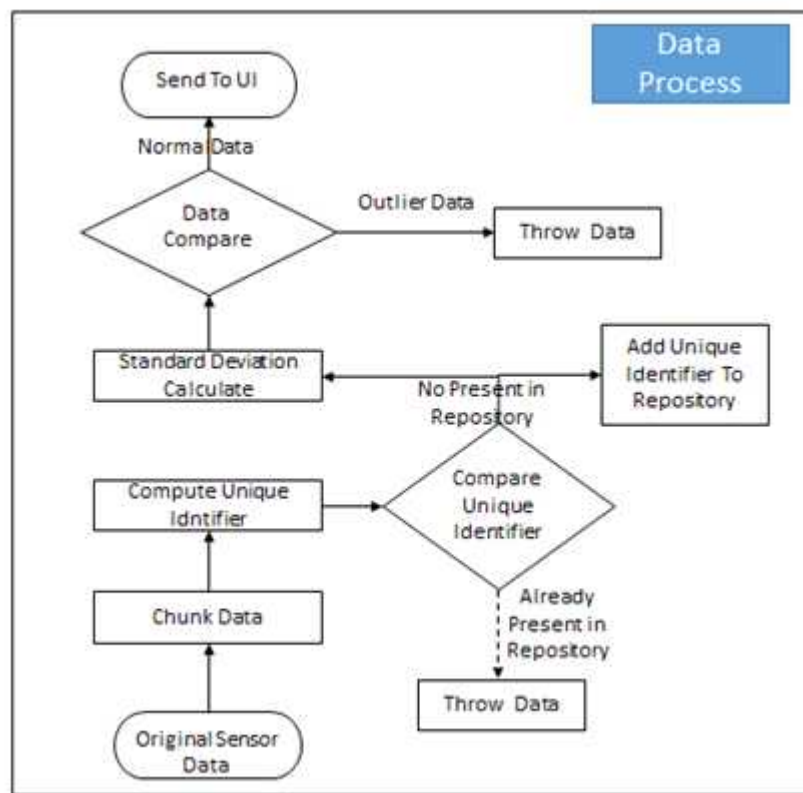 Data
Process
Send To UI
Normal Data
Data
Compare
Outlier Data
Throw Data
Standard Deviation
Calculate
No Present in
Repository
Add Unique
Identifier To
Repository
Compute Unique
Idntifier
Compare
Unique
Identifier
Chunk Data
Already
Present in
Repository
Throw Data
Original Sensor
Data